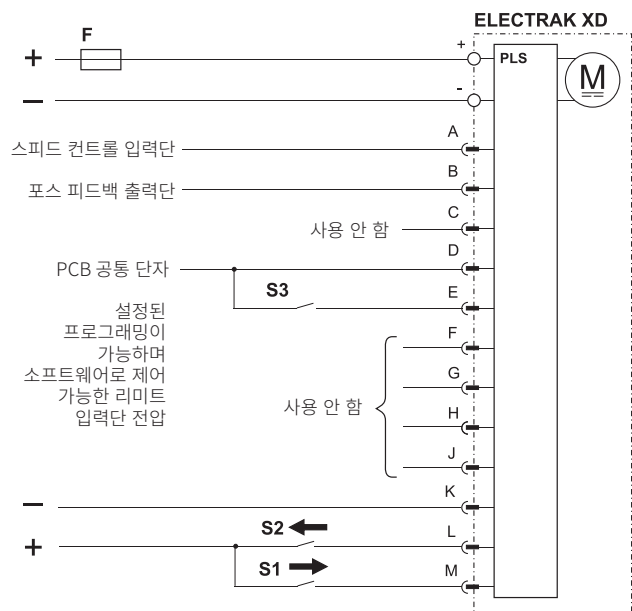 ELECTRAK XD
F
+
+
PLS
M
−
-
A
스피드 컨트롤 입력단
B
포스 피드백 출력단
C
사용 안 함
D
PCB 공통 단자
S3
E
설정된
프로그래밍이
가능하며
소프트웨어로 제어
가능한 리미트
입력단 전압
F
G
사용 안 함
H
J
K
−
S2
L
+
S1
M